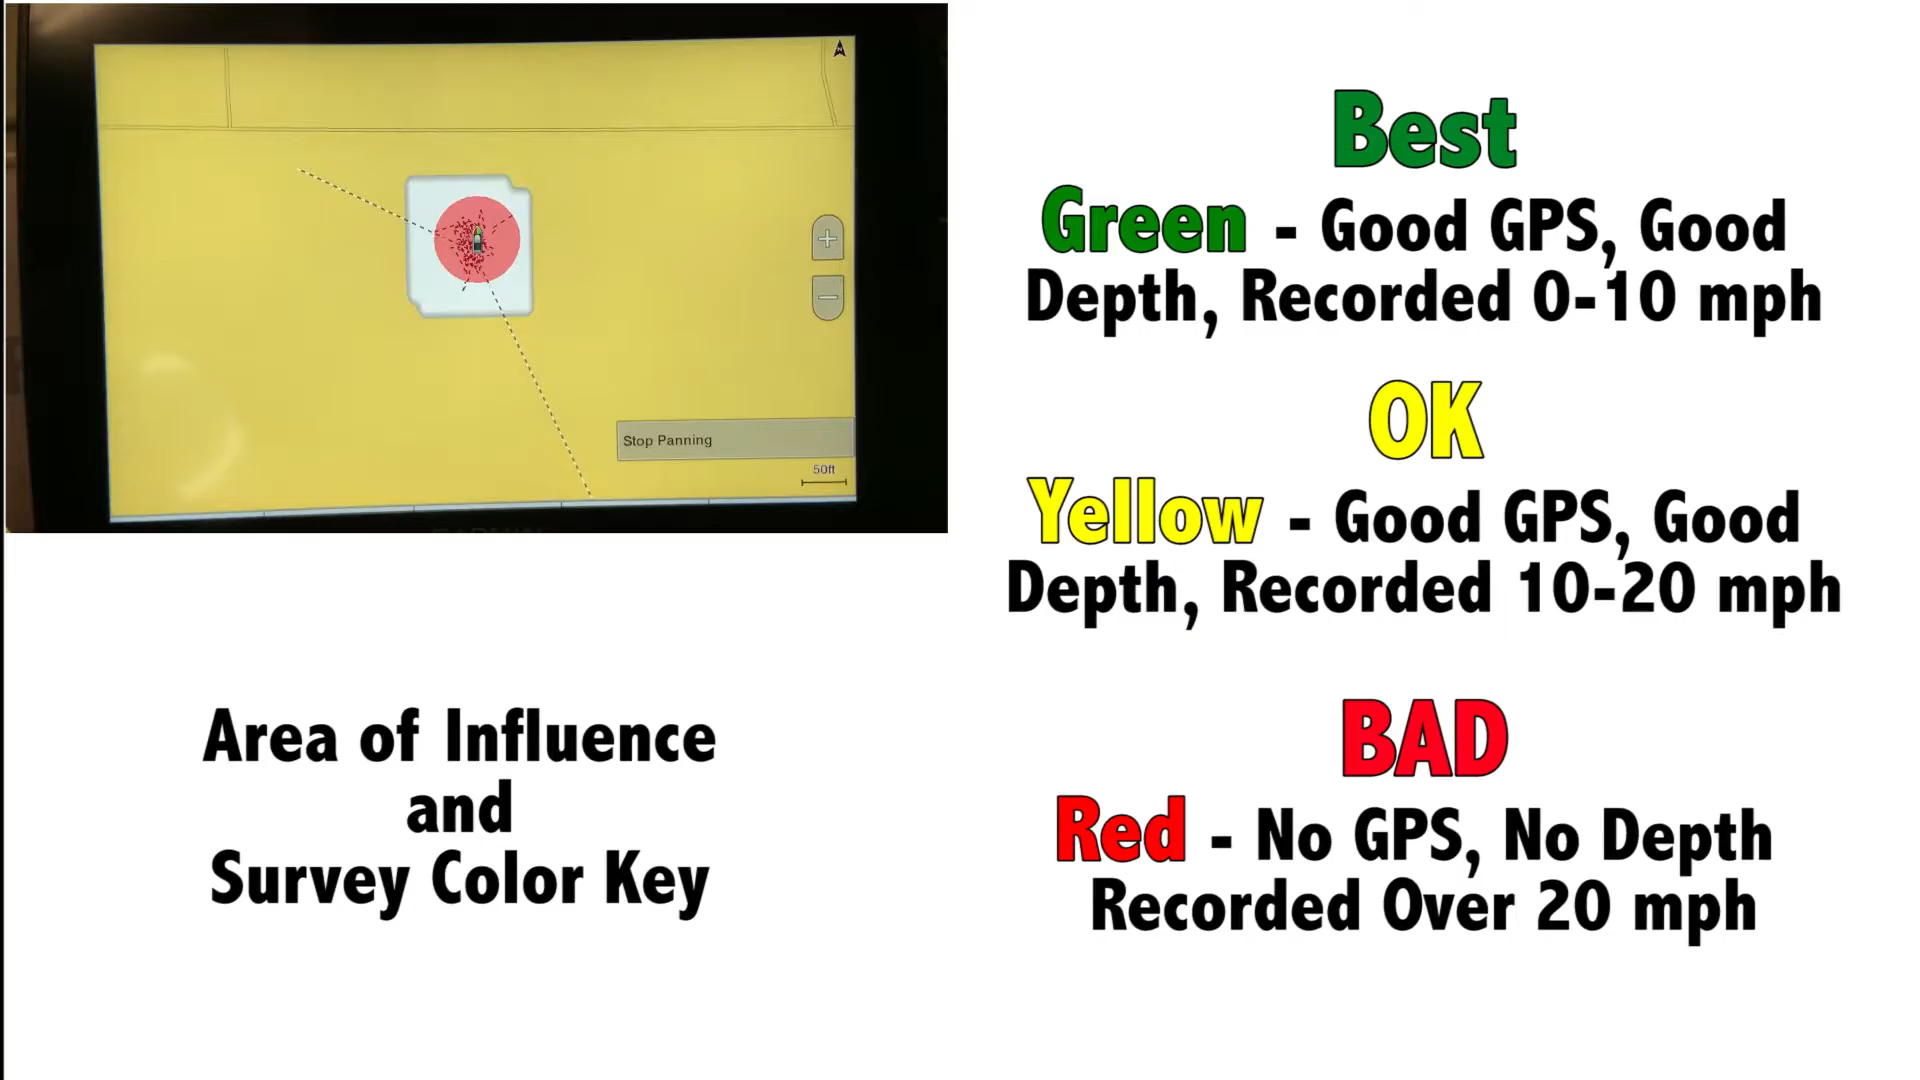 Stop Panning
50ft
Area of Influence
and
Survey Color Key
Best
Green - Good GPS, Good
Depth, Recorded 0-10 mph
OK
Yellow - Good GPS, Good
Depth, Recorded 10-20 mph
BAD
Red - No GPS, No Depth
Recorded Over 20 mph